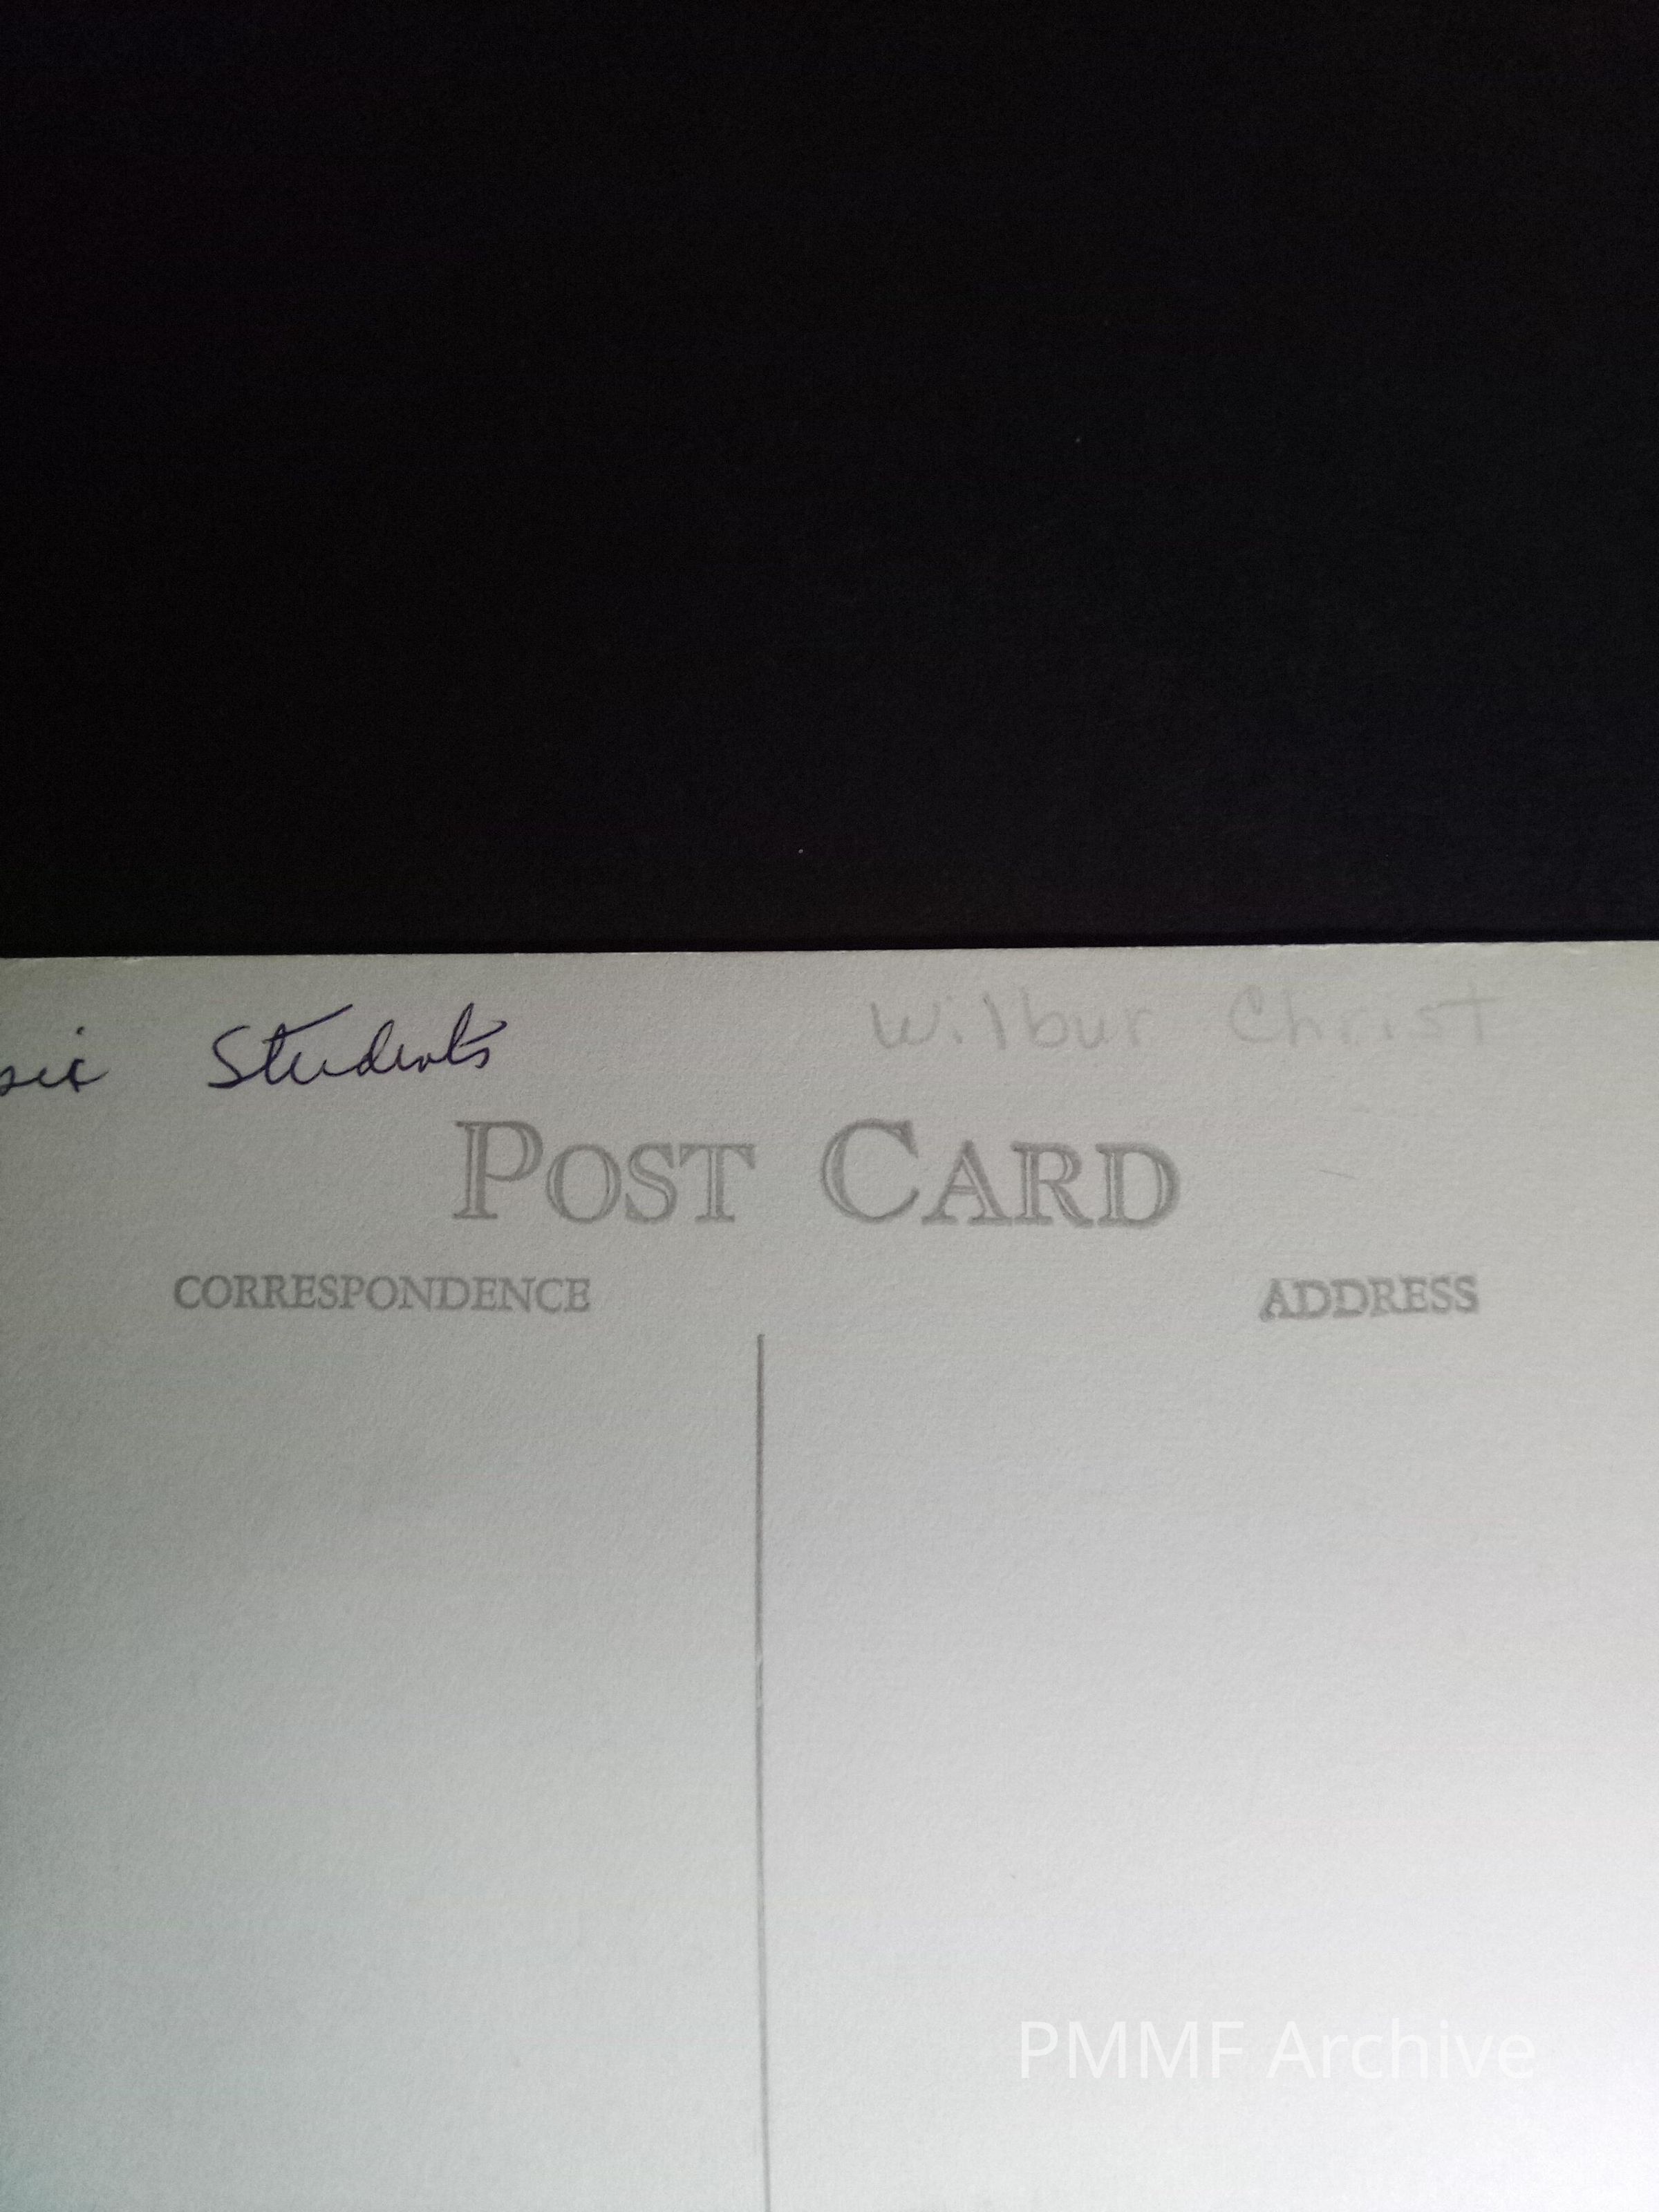 Students
Wilbur Christ
POST CARD
CORRESPONDENCE
ADDRESS
PMMF Archive